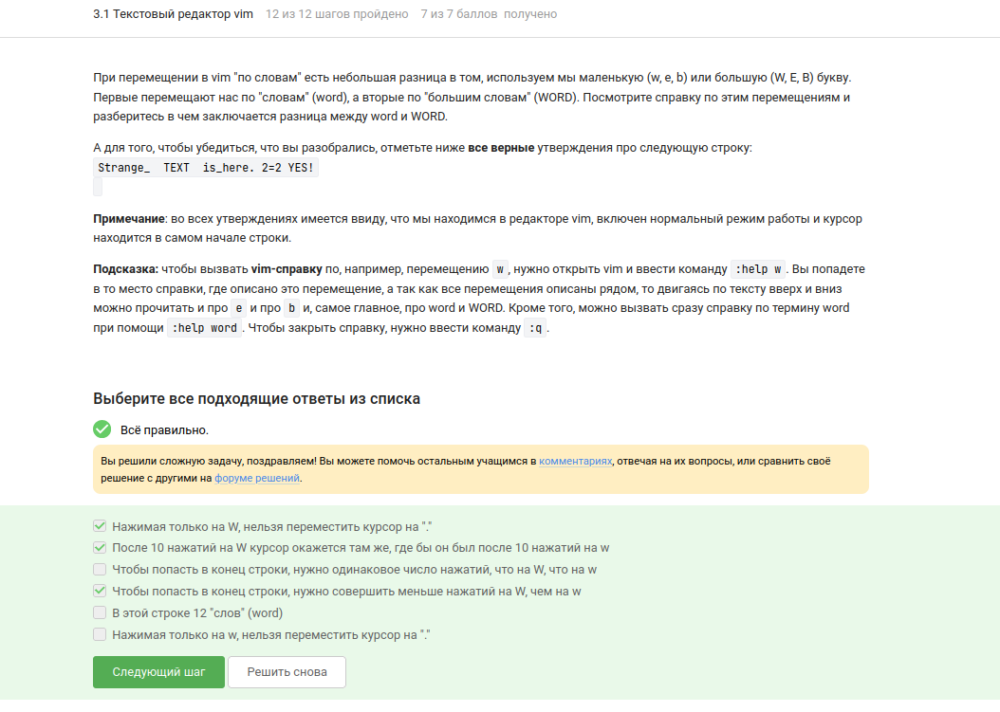 3.1 Текстовый редактор vim 12 из 12 шагов пройдено 7 из 7 баллов получено
При перемещении в vim "по словам" есть небольшая разница в том, используем мы маленькую (w, e, b) или большую (W, E, B) букву.
Первые перемещают нас по "словам" (word), а вторые по "большим словам" (WORD). Посмотрите справку по этим перемещениям и
разберитесь в чем заключается разница между word и WORD.
А для того, чтобы убедиться, что вы разобрались, отметьте ниже все верные утверждения про следующую строку:
Strange_  TEXT  is_here. 2=2 YES!
Примечание: во всех утверждениях имеется ввиду, что мы находимся в редакторе vim, включен нормальный режим работы и курсор
находится в самом начале строки.
Подсказка: чтобы вызвать vim-справку по, например, перемещению w, нужно открыть vim и ввести команду :help w. Вы попадете
в то место справки, где описано это перемещение, а так как все перемещения описаны рядом, то двигаясь по тексту вверх и вниз
можно прочитать и про e и про b и, самое главное, про word и WORD. Кроме того, можно вызвать сразу справку по термину word
при помощи :help word. Чтобы закрыть справку, нужно ввести команду :q.
Выберите все подходящие ответы из списка
Всё правильно.
Вы решили сложную задачу, поздравляем! Вы можете помочь остальным учащимся в комментариях, отвечая на их вопросы, или сравнить своё
решение с другими на форуме решений.
Нажимая только на W, нельзя переместить курсор на "."
После 10 нажатий на W курсор окажется там же, где бы он был после 10 нажатий на w
Чтобы попасть в конец строки, нужно одинаковое число нажатий, что на W, что на w
Чтобы попасть в конец строки, нужно совершить меньше нажатий на W, чем на w
В этой строке 12 "слов" (word)
Нажимая только на w, нельзя переместить курсор на "."
Следующий шаг Решить снова